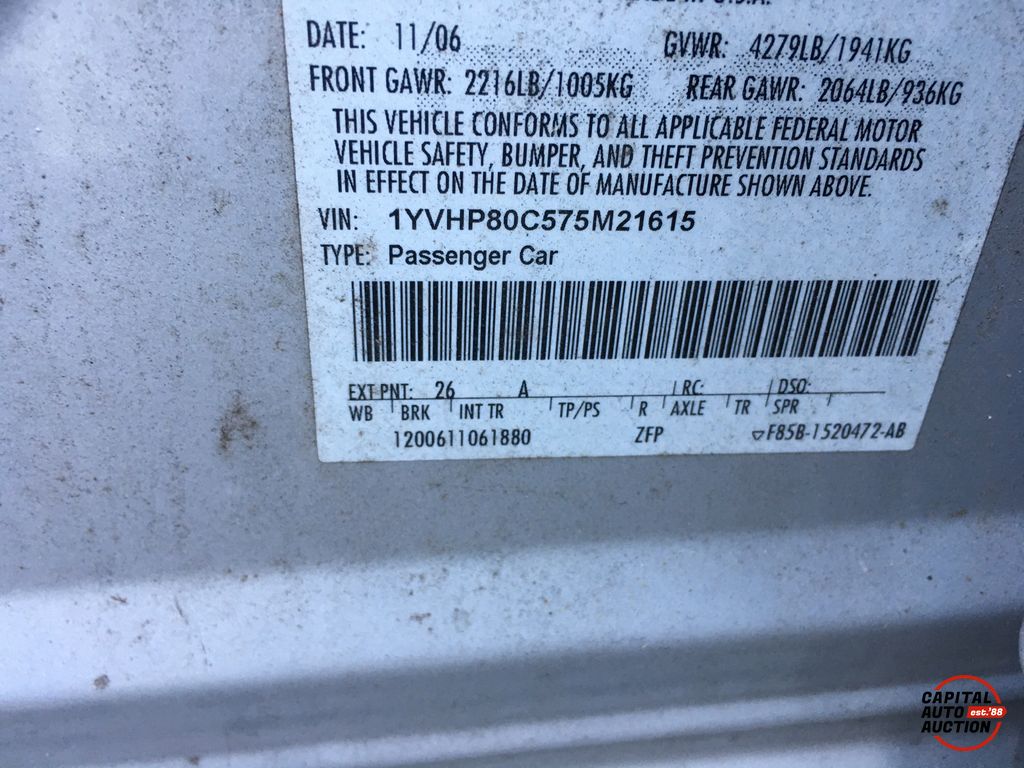 DATE: 11/06 GVWR: 4279LB/1941KG
FRONT GAWR: 2216LB/1005KG REAR GAWR: 2064LB/936KG
THIS VEHICLE CONFORMS TO ALL APPLICABLE FEDERAL MOTOR
VEHICLE SAFETY, BUMPER, AND THEFT PREVENTION STANDARDS
IN EFFECT ON THE DATE OF MANUFACTURE SHOWN ABOVE.
VIN: 1YVHP80C575M21615
TYPE: Passenger Car
EXT PNT: 26 A RC: DSO:
WB BRK INT TR TP/PS R AXLE TR SPR
1200611061880 ZFP F85B-1520472-AB
CAPITAL
AUTO est.'88
AUCTION